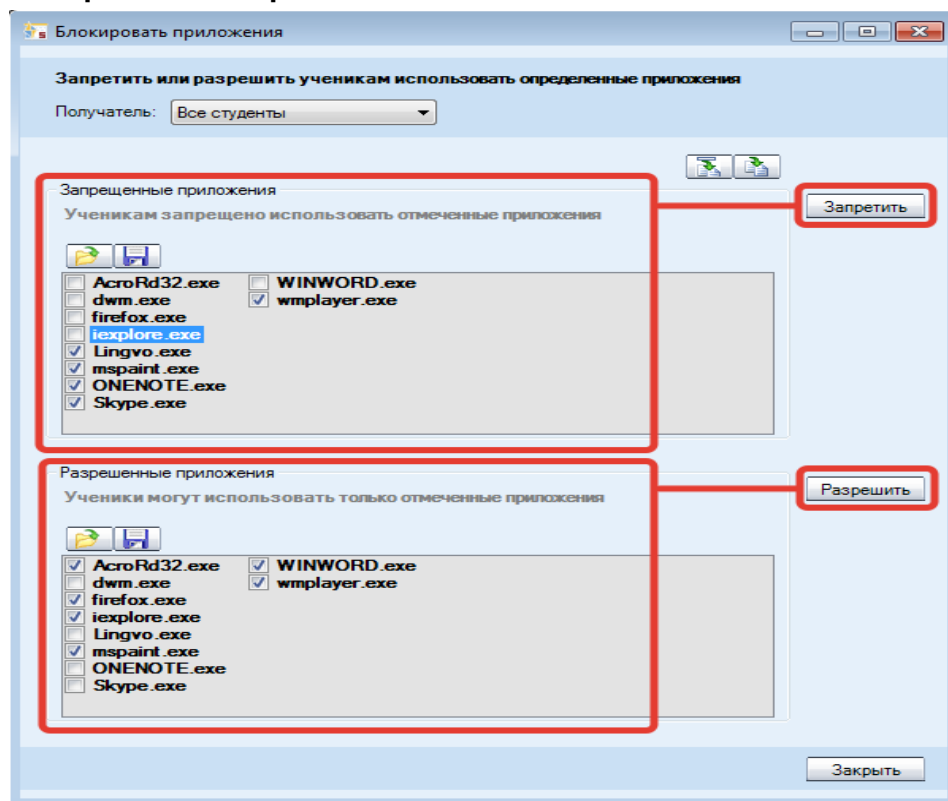 Блокировать приложения
Запретить или разрешить ученикам использовать определенные приложения
Получатель: Все студенты
Запрещенные приложения
Запретить
Ученикам запрещено использовать отмеченные приложения
AcroRd32.exe WINWORD.exe
dwm.exe wmplayer.exe
firefox.exe
iexplore.exe
Lingvo.exe
mspaint.exe
ONENOTE.exe
Skype.exe
Разрешенные приложения
Разрешить
Ученики могут использовать только отмеченные приложения
AcroRd32.exe WINWORD.exe
dwm.exe wmplayer.exe
firefox.exe
iexplore.exe
Lingvo.exe
mspaint.exe
ONENOTE.exe
Skype.exe
Закрыть